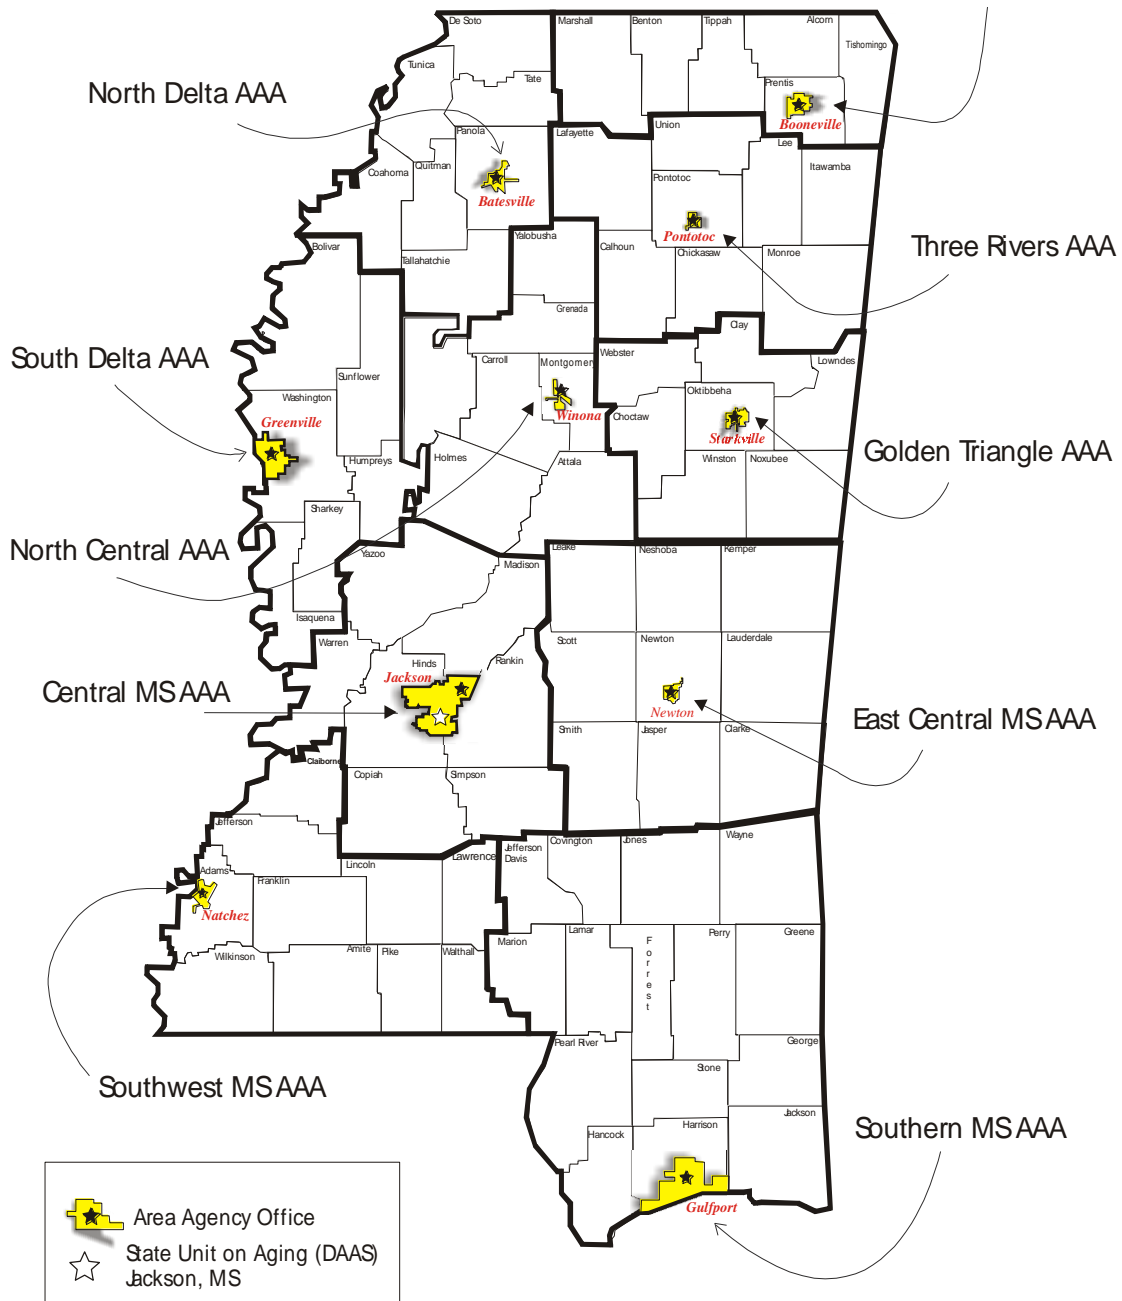 De Soto
Marshall
Benton
Tippah
Alcorn
Tishomingo
Tunica
Tate
Prentis
North Delta AAA
Booneville
Panola
Lafayette
Union
Lee
Quitman
Coahoma
Itawamba
Pontotoc
Batesville
Pontotoc
Yalobusha
Bolivar
Calhoun
Chickasaw
Monroe
Three Rivers AAA
Tallahatchie
Grenada
Clay
South Delta AAA
Carroll
Montgomery
Webster
Lowndes
Sunflower
Washington
Oktibbeha
Greenville
Winona
Choctaw
Starkville
Golden Triangle AAA
Humpreys
Holmes
Attala
Winston
Noxubee
Sharkey
North Central AAA
Yazoo
Leake
Neshoba
Kemper
Madison
Isaquena
Warren
Scott
Newton
Lauderdale
Hinds
Rankin
Jackson
Central MS AAA
Newton
East Central MS AAA
Smith
Jasper
Clarke
Claiborne
Copiah
Simpson
Jefferson
Lawrence
Jefferson
Davis
Covington
Jones
Wayne
Lincoln
Adams
Franklin
Natchez
Marion
Lamar
Forrest
Perry
Greene
Wilkinson
Amite
Pike
Walthall
Pearl River
George
Stone
Southwest MS AAA
Jackson
Hancock
Harrison
Southern MS AAA
Gulfport
Area Agency Office
State Unit on Aging (DAAS)
Jackson, MS